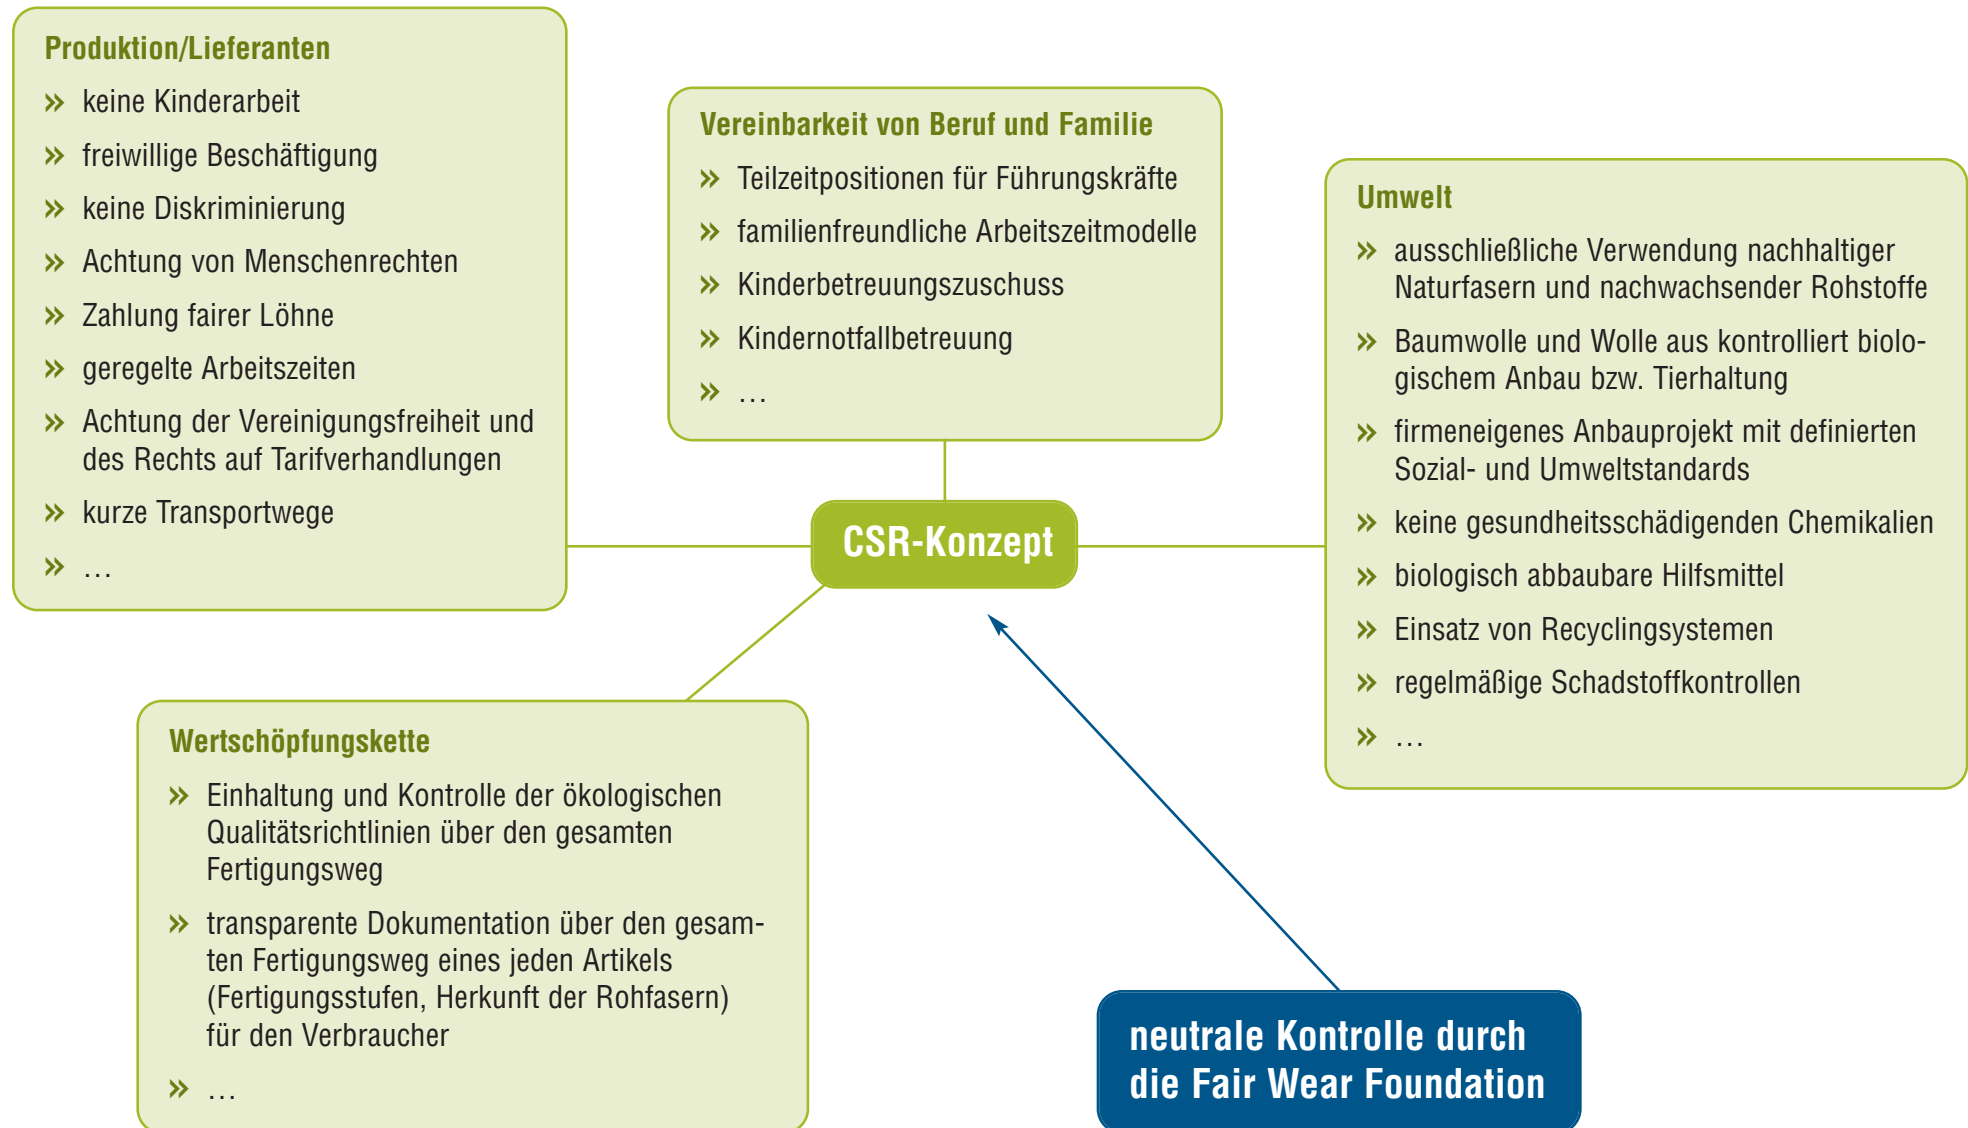 Produktion/Lieferanten
» keine Kinderarbeit
» freiwillige Beschäftigung
» keine Diskriminierung
» Achtung von Menschenrechten
» Zahlung fairer Löhne
» geregelte Arbeitszeiten
» Achtung der Vereinigungsfreiheit und
des Rechts auf Tarifverhandlungen
» kurze Transportwege
» …
Vereinbarkeit von Beruf und Familie
» Teilzeitpositionen für Führungskräfte
» familienfreundliche Arbeitszeitmodelle
» Kinderbetreuungszuschuss
» Kindernotfallbetreuung
» …
Umwelt
» ausschließliche Verwendung nachhaltiger
Naturfasern und nachwachsender Rohstoffe
» Baumwolle und Wolle aus kontrolliert biolo-
gischem Anbau bzw. Tierhaltung
» firmeneigenes Anbauprojekt mit definierten
Sozial- und Umweltstandards
» keine gesundheitsschädigenden Chemikalien
» biologisch abbaubare Hilfsmittel
» Einsatz von Recyclingsystemen
» regelmäßige Schadstoffkontrollen
» …
CSR-Konzept
Wertschöpfungskette
» Einhaltung und Kontrolle der ökologischen
Qualitätsrichtlinien über den gesamten
Fertigungsweg
» transparente Dokumentation über den gesam-
ten Fertigungsweg eines jeden Artikels
(Fertigungsstufen, Herkunft der Rohfasern)
für den Verbraucher
» …
neutrale Kontrolle durch
die Fair Wear Foundation